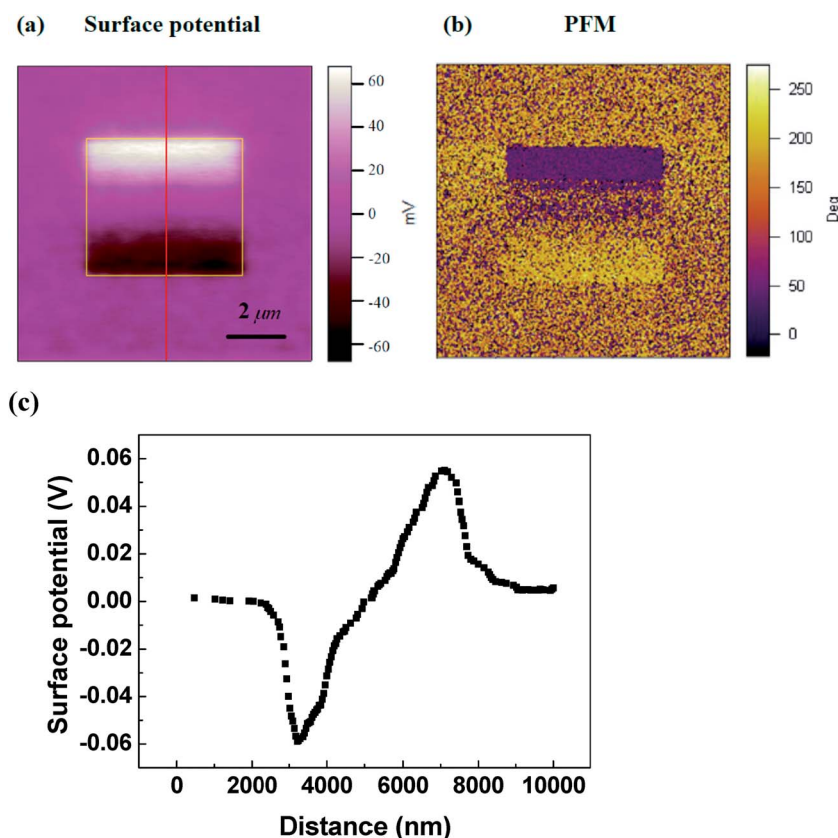 (a) Surface potential
(b) PFM
60
40
20
0
-20
-40
-60
mV
2 μm
250
200
150
100
50
0
Deg
(c)
0.06
0.04
0.02
0.00
-0.02
-0.04
-0.06
Surface potential (V)
0 2000 4000 6000 8000 10000
Distance (nm)